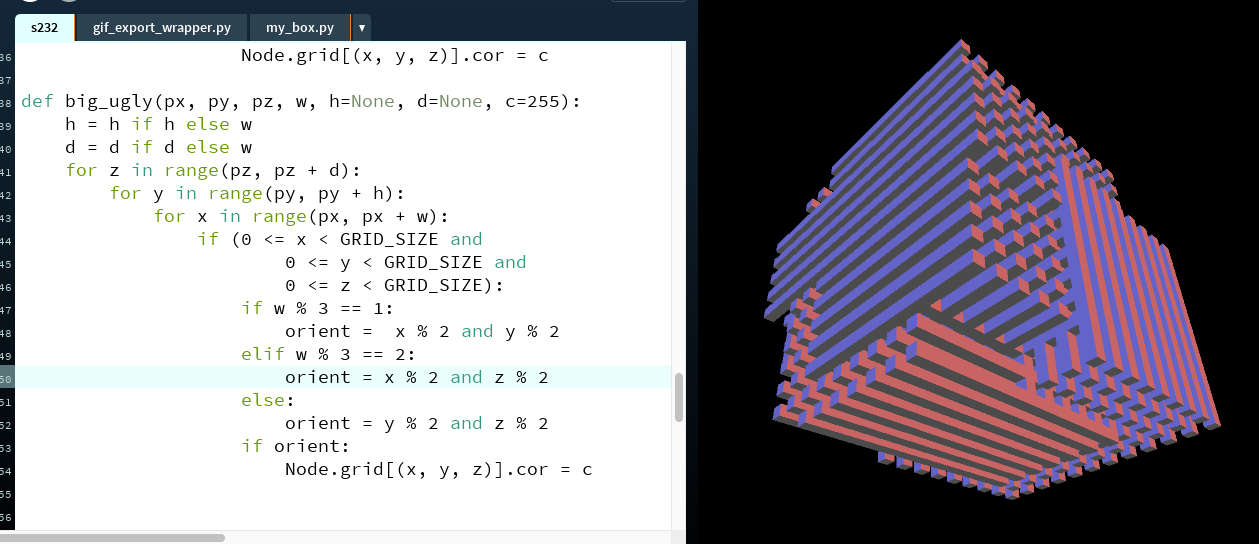 s232 gif_export_wrapper.py my_box.py ▼
36 Node.grid[(x, y, z)].cor = c
37
38 def big_ugly(px, py, pz, w, h=None, d=None, c=255):
39 h = h if h else w
40 d = d if d else w
41 for z in range(pz, pz + d):
42 for y in range(py, py + h):
43 for x in range(px, px + w):
44 if (0 <= x < GRID_SIZE and
45 0 <= y < GRID_SIZE and
46 0 <= z < GRID_SIZE):
47 if w % 3 == 1:
48 orient =  x % 2 and y % 2
49 elif w % 3 == 2:
50 orient = x % 2 and z % 2
51 else:
52 orient = y % 2 and z % 2
53 if orient:
54 Node.grid[(x, y, z)].cor = c
55
56